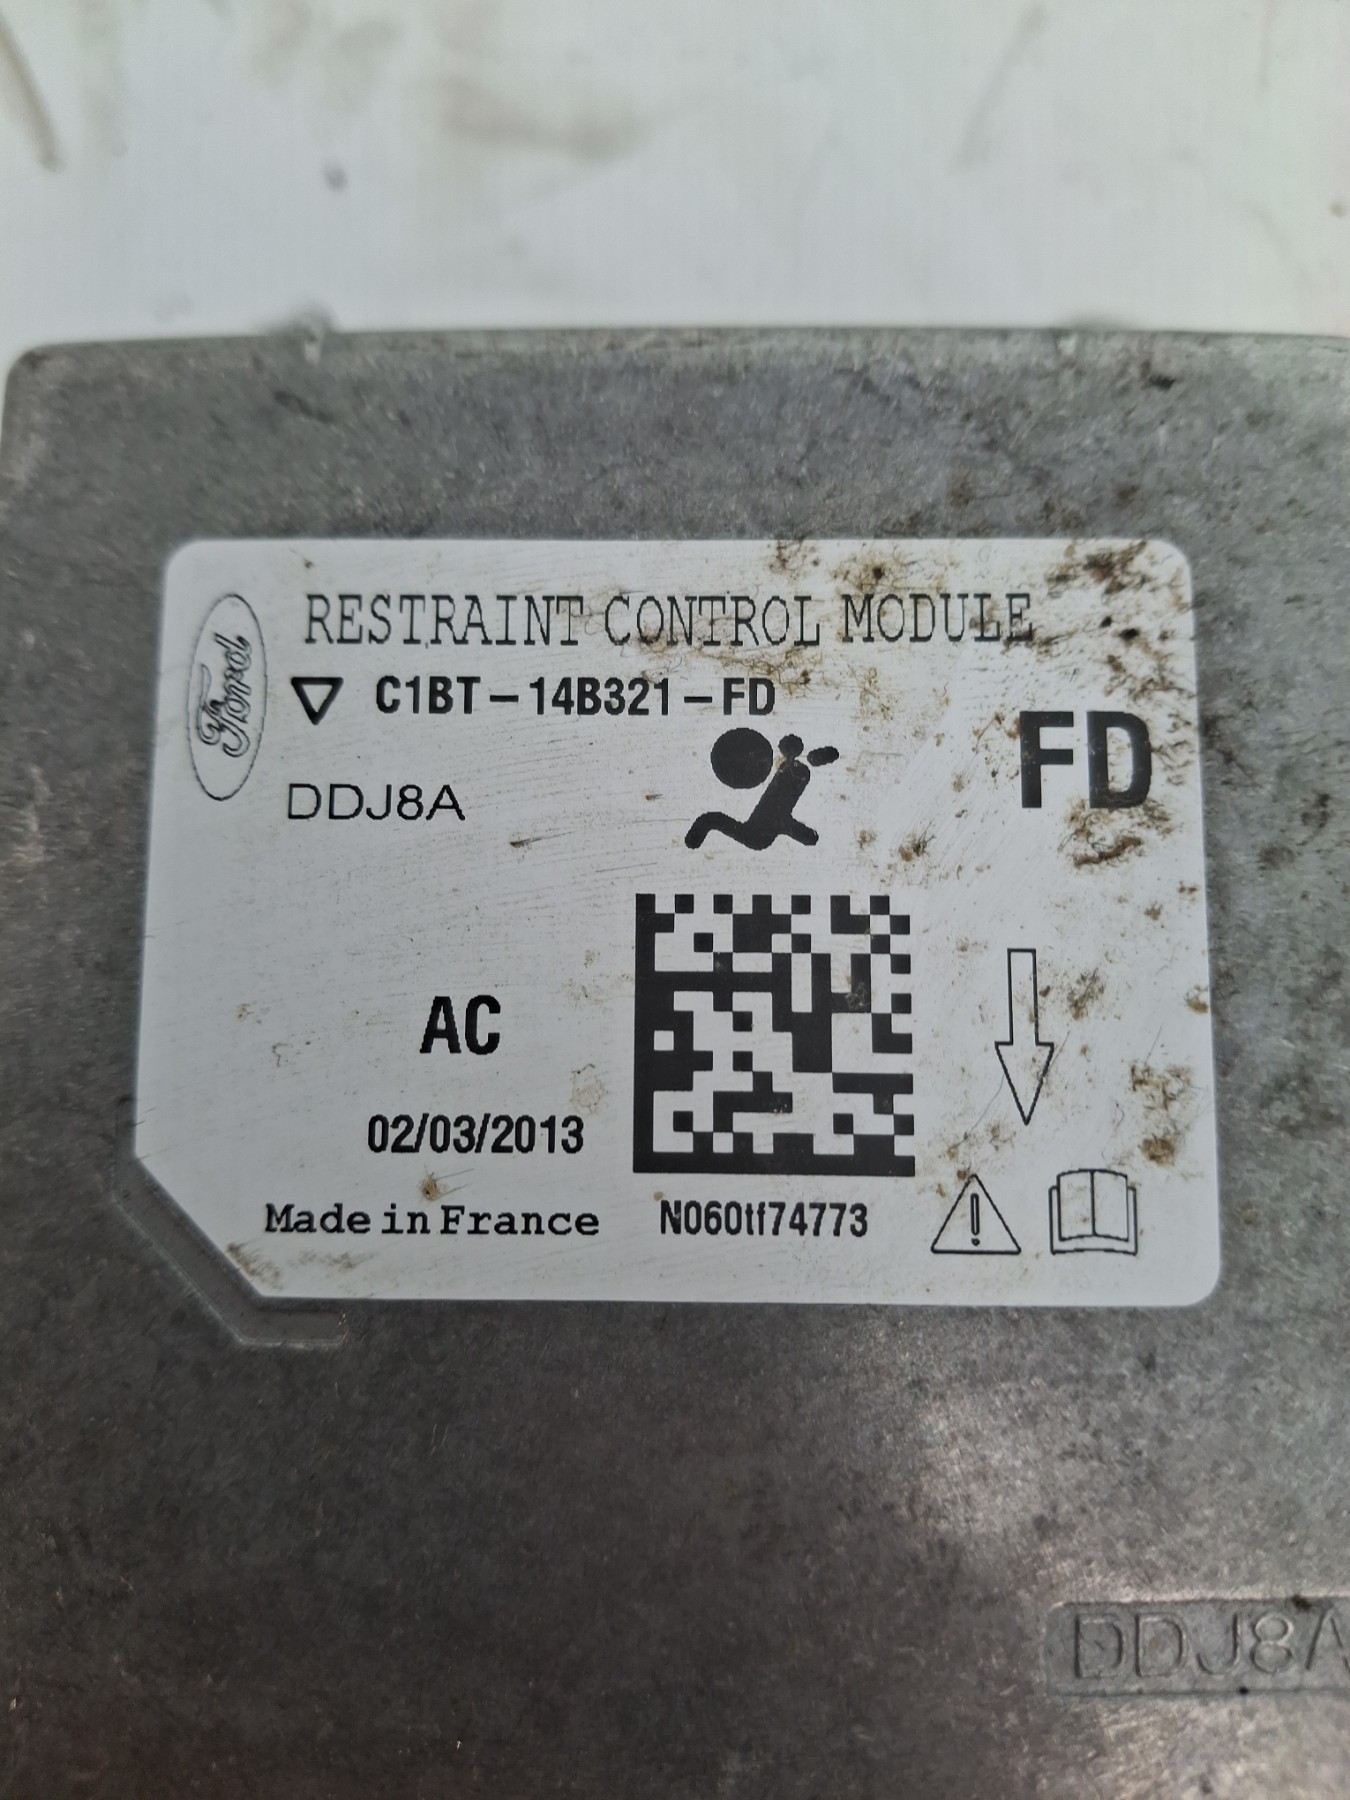 Ford
RESTRAINT CONTROL MODULE
C1BT-14B321-FD
FD
DDJ8A
AC
02/03/2013
Made in France
N060tf74773
DDJ8A